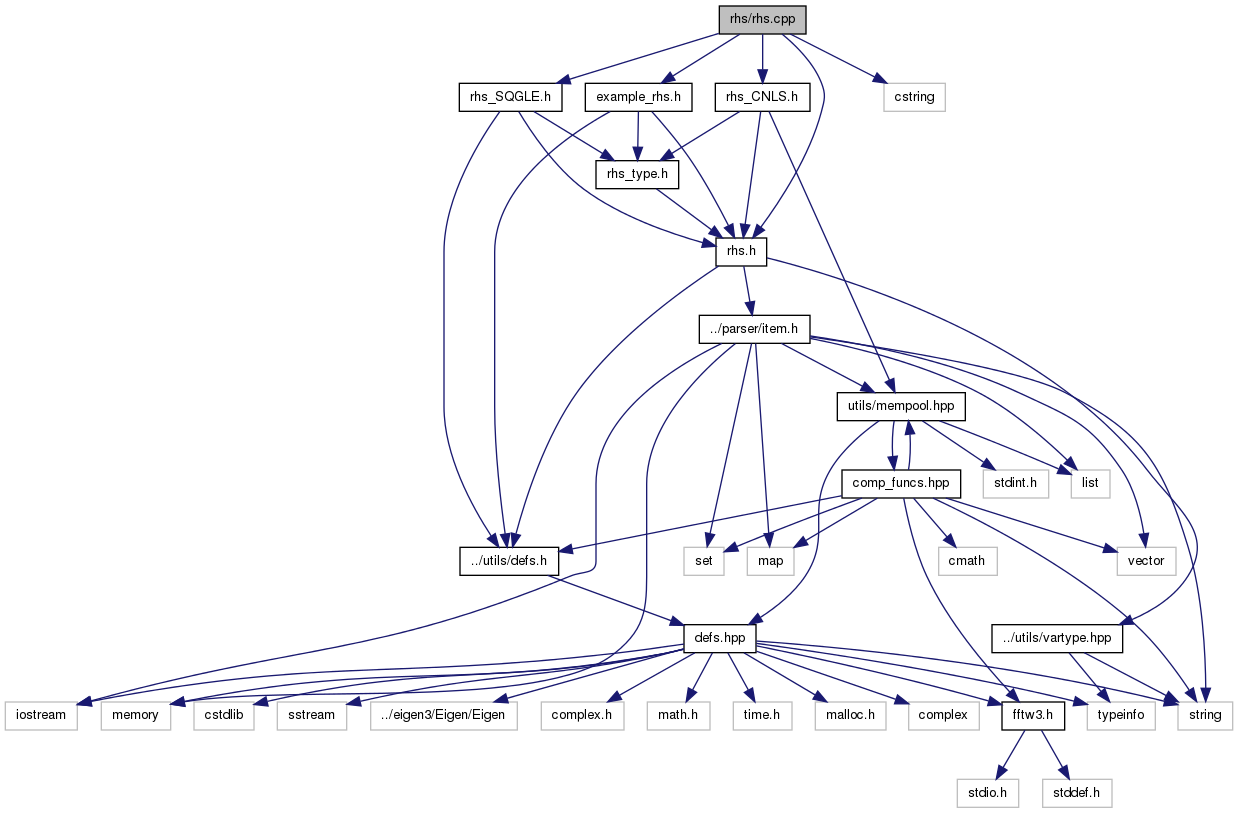 rhs/rhs.cpp
rhs_SQGLE.h
example_rhs.h
rhs_CNLS.h
cstring
rhs_type.h
rhs.h
../parser/item.h
utils/mempool.hpp
comp_funcs.hpp
stdint.h
list
../utils/defs.h
set
map
cmath
vector
defs.hpp
../utils/vartype.hpp
iostream
memory
cstdlib
sstream
../eigen3/Eigen/Eigen
complex.h
math.h
time.h
malloc.h
complex
fftw3.h
typeinfo
string
stdio.h
stddef.h